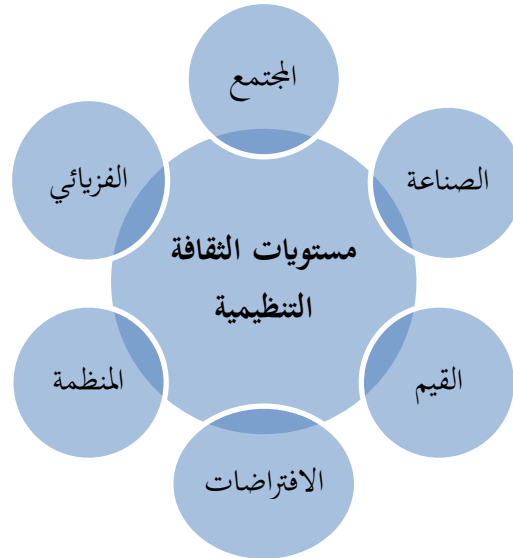 المجتمع
الصناعة
الفزيائي
مستويات الثقافة
التنظيمية
القيم
المنظمة
الافتراضات